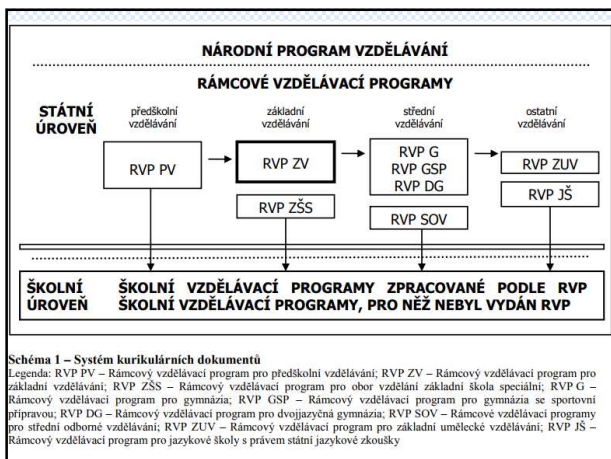 NÁRODNÍ PROGRAM VZDĚLÁVÁNÍ
RÁMCOVÉ VZDĚLÁVACÍ PROGRAMY
STÁTNÍ
ÚROVEŇ
předškolní
vzdělávání
základní
vzdělávání
střední
vzdělávání
ostatní
vzdělávání
RVP PV
RVP ZV
RVP G
RVP GSP
RVP DG
RVP ZUV
RVP ZŠS
RVP SOV
RVP JŠ
ŠKOLNÍ ŠKOLNÍ VZDĚLÁVACÍ PROGRAMY ZPRACOVANÉ PODLE RVP
ÚROVEŇ ŠKOLNÍ VZDĚLÁVACÍ PROGRAMY, PRO NĚŽ NEBYL VYDÁN RVP
Schéma 1 – Systém kurikulárních dokumentů
Legenda: RVP PV – Rámcový vzdělávací program pro předškolní vzdělávání; RVP ZV – Rámcový vzdělávací program pro
základní vzdělávání; RVP ZŠS – Rámcový vzdělávací program pro obor vzdělání základní škola speciální; RVP G –
Rámcový vzdělávací program pro gymnázia; RVP GSP – Rámcový vzdělávací program pro gymnázia se sportovní
přípravou; RVP DG – Rámcový vzdělávací program pro dvojjazyčná gymnázia; RVP SOV – Rámcové vzdělávací programy
pro střední odborné vzdělávání; RVP ZUV – Rámcový vzdělávací program pro základní umělecké vzdělávání; RVP JŠ –
Rámcový vzdělávací program pro jazykové školy s právem státní jazykové zkoušky